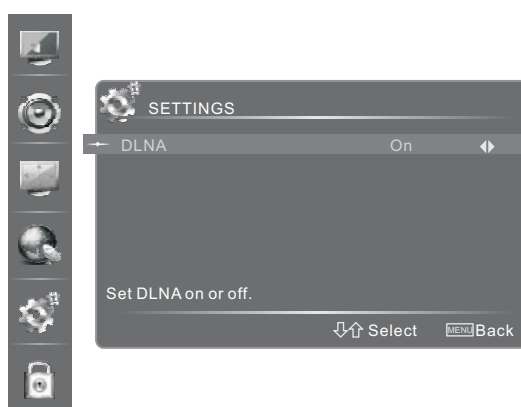 SETTINGS
DLNA On
Set DLNA on or off.
Select MENU Back